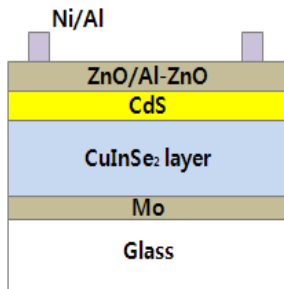 Ni/Al
ZnO/Al-ZnO
CdS
CuInSe₂ layer
Mo
Glass